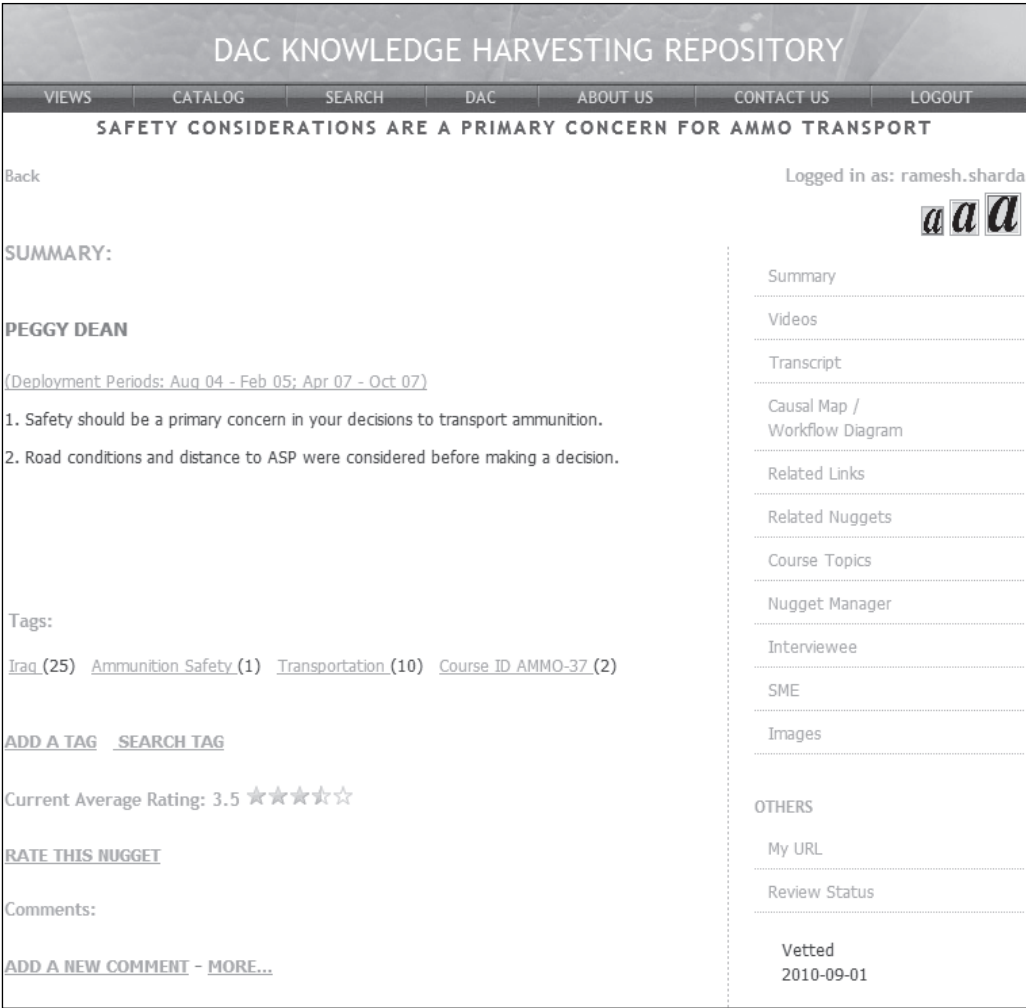 DAC KNOWLEDGE HARVESTING REPOSITORY
VIEWS CATALOG SEARCH DAC ABOUT US CONTACT US LOGOUT
SAFETY CONSIDERATIONS ARE A PRIMARY CONCERN FOR AMMO TRANSPORT
Back
Logged in as: ramesh.sharda
a a a
SUMMARY:
PEGGY DEAN
(Deployment Periods: Aug 04 - Feb 05; Apr 07 - Oct 07)
1. Safety should be a primary concern in your decisions to transport ammunition.
2. Road conditions and distance to ASP were considered before making a decision.
Tags:
Iraq (25) Ammunition Safety (1) Transportation (10) Course ID AMMO-37 (2)
ADD A TAG SEARCH TAG
Current Average Rating: 3.5
RATE THIS NUGGET
Comments:
ADD A NEW COMMENT - MORE...
Summary
Videos
Transcript
Causal Map /
Workflow Diagram
Related Links
Related Nuggets
Course Topics
Nugget Manager
Interviewee
SME
Images
OTHERS
My URL
Review Status
Vetted
2010-09-01